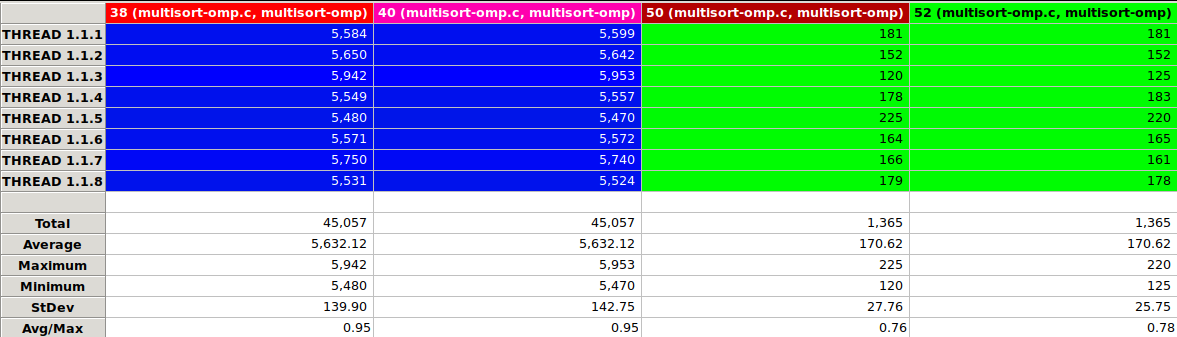 38 (multisort-omp.c, multisort-omp) 40 (multisort-omp.c, multisort-omp) 50 (multisort-omp.c, multisort-omp) 52 (multisort-omp.c, multisort-omp)
THREAD 1.1.1 5,584 5,599 181 181
THREAD 1.1.2 5,650 5,642 152 152
THREAD 1.1.3 5,942 5,953 120 125
THREAD 1.1.4 5,549 5,557 178 183
THREAD 1.1.5 5,480 5,470 225 220
THREAD 1.1.6 5,571 5,572 164 165
THREAD 1.1.7 5,750 5,740 166 161
THREAD 1.1.8 5,531 5,524 179 178
Total 45,057 45,057 1,365 1,365
Average 5,632.12 5,632.12 170.62 170.62
Maximum 5,942 5,953 225 220
Minimum 5,480 5,470 120 125
StDev 139.90 142.75 27.76 25.75
Avg/Max 0.95 0.95 0.76 0.78